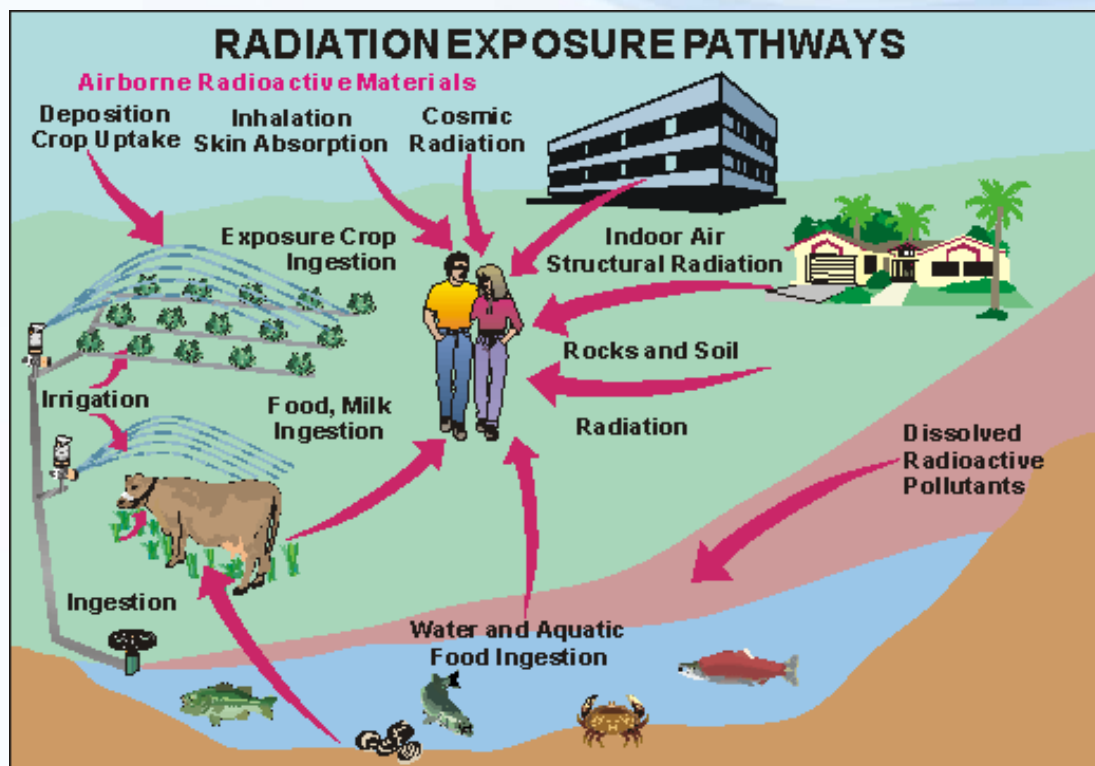 RADIATION EXPOSURE PATHWAYS
Airborne Radioactive Materials
Deposition
Crop Uptake
Inhalation
Skin Absorption
Cosmic
Radiation
Exposure Crop
Ingestion
Indoor Air
Structural Radiation
Rocks and Soil
Radiation
Irrigation
Food, Milk
Ingestion
Dissolved
Radioactive
Pollutants
Ingestion
Water and Aquatic
Food Ingestion